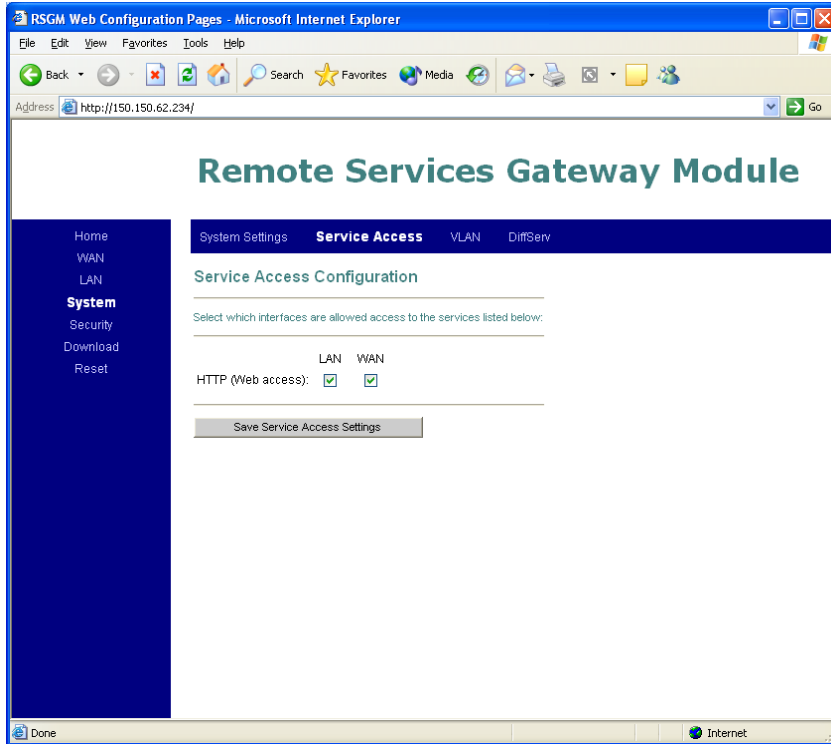 RSGM Web Configuration Pages - Microsoft Internet Explorer
File Edit View Favorites Tools Help
Back Search Favorites Media
Address http://150.150.62.234/ Go
Remote Services Gateway Module
Home
WAN
LAN
System
Security
Download
Reset
System Settings Service Access VLAN DiffServ
Service Access Configuration
Select which interfaces are allowed access to the services listed below:
LAN WAN
HTTP (Web access):
Save Service Access Settings
Done Internet